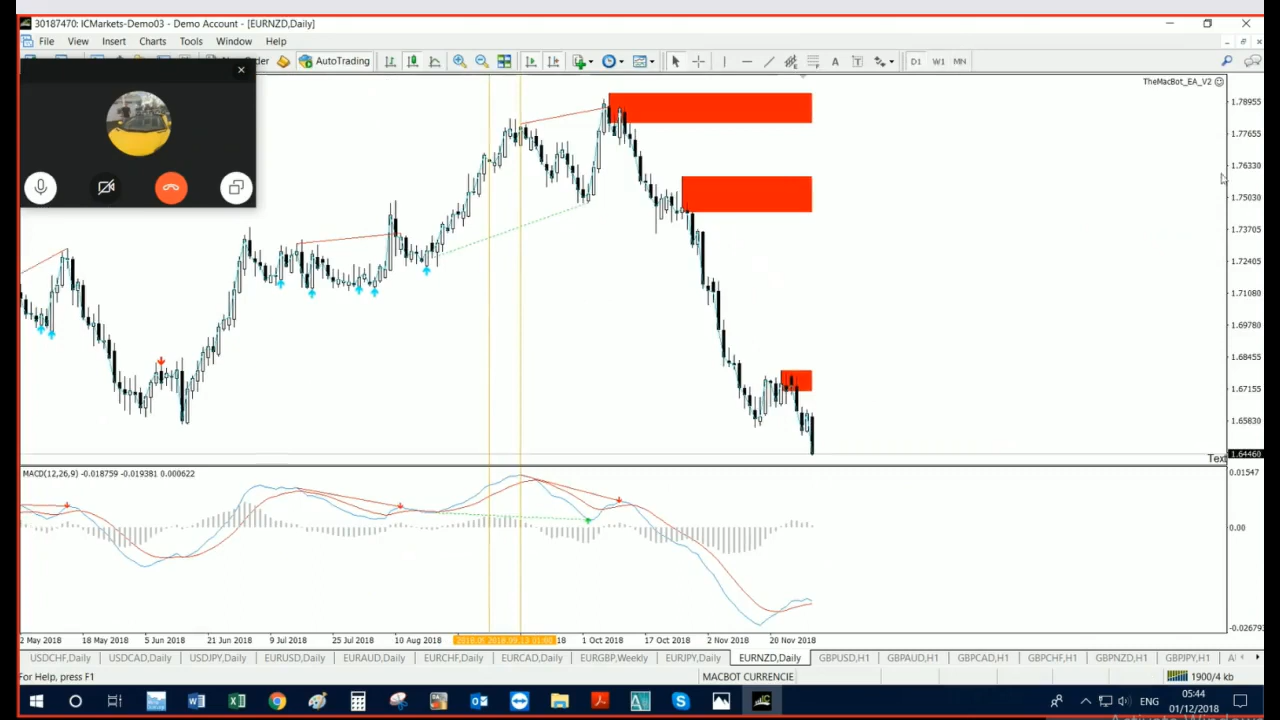 30187470: ICMarkets-Demo03 - Demo Account - [EURNZD,Daily]
File View Insert Charts Tools Window Help
AutoTrading
D1 W1 MN
TheMacBot_EA_V2
1.78955
1.77655
1.76330
1.75030
1.73705
1.72405
1.71080
1.69780
1.68455
1.67155
1.65830
1.64460
Text
MACD(12,26,9) -0.018759 -0.019381 0.000622
0.01547
0.00
-0.02679
2 May 2018 18 May 2018 5 Jun 2018 21 Jun 2018 9 Jul 2018 25 Jul 2018 10 Aug 2018 18 1 Oct 2018 17 Oct 2018 2 Nov 2018 20 Nov 2018
USDCHF,Daily USDCAD,Daily USDJPY,Daily EURUSD,Daily EURAUD,Daily EURCHF,Daily EURCAD,Daily EURGBP,Weekly EURJPY,Daily EURNZD,Daily GBPUSD,H1 GBPAUD,H1 GBPCAD,H1 GBPCHF,H1 GBPNZD,H1 GBPJPY,H1
For Help, press F1
MACBOT CURRENCIE
1900/4 kb
ENG
05:44
01/12/2018